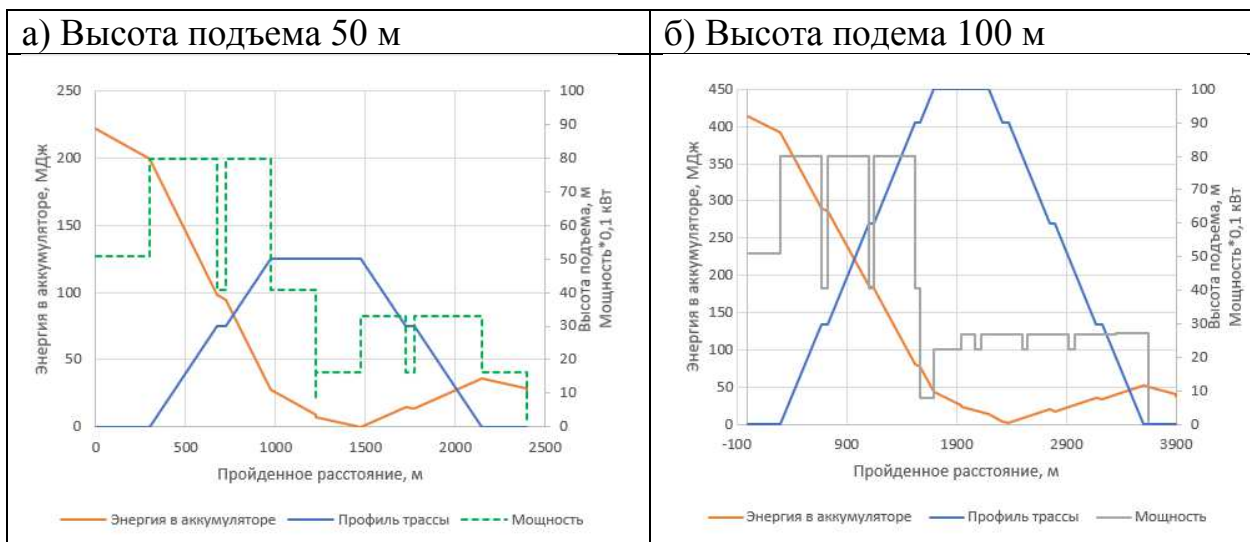 а) Высота подъема 50 м
250
200
150
100
50
0
Энергия в аккумуляторе, МДж
100
90
80
70
60
50
40
30
20
10
0
Высота подъема, м
Мощность*0,1 кВт
0 500 1000 1500 2000 2500
Пройденное расстояние, м
Энергия в аккумуляторе Профиль трассы Мощность
б) Высота подема 100 м
450
400
350
300
250
200
150
100
50
0
Энергия в аккумуляторе, МДж
100
90
80
70
60
50
40
30
20
10
0
Высота подъема, м
Мощность*0,1 кВт
-100 900 1900 2900 3900
Пройденное расстояние, м
Энергия в аккумуляторе Профиль трассы Мощность